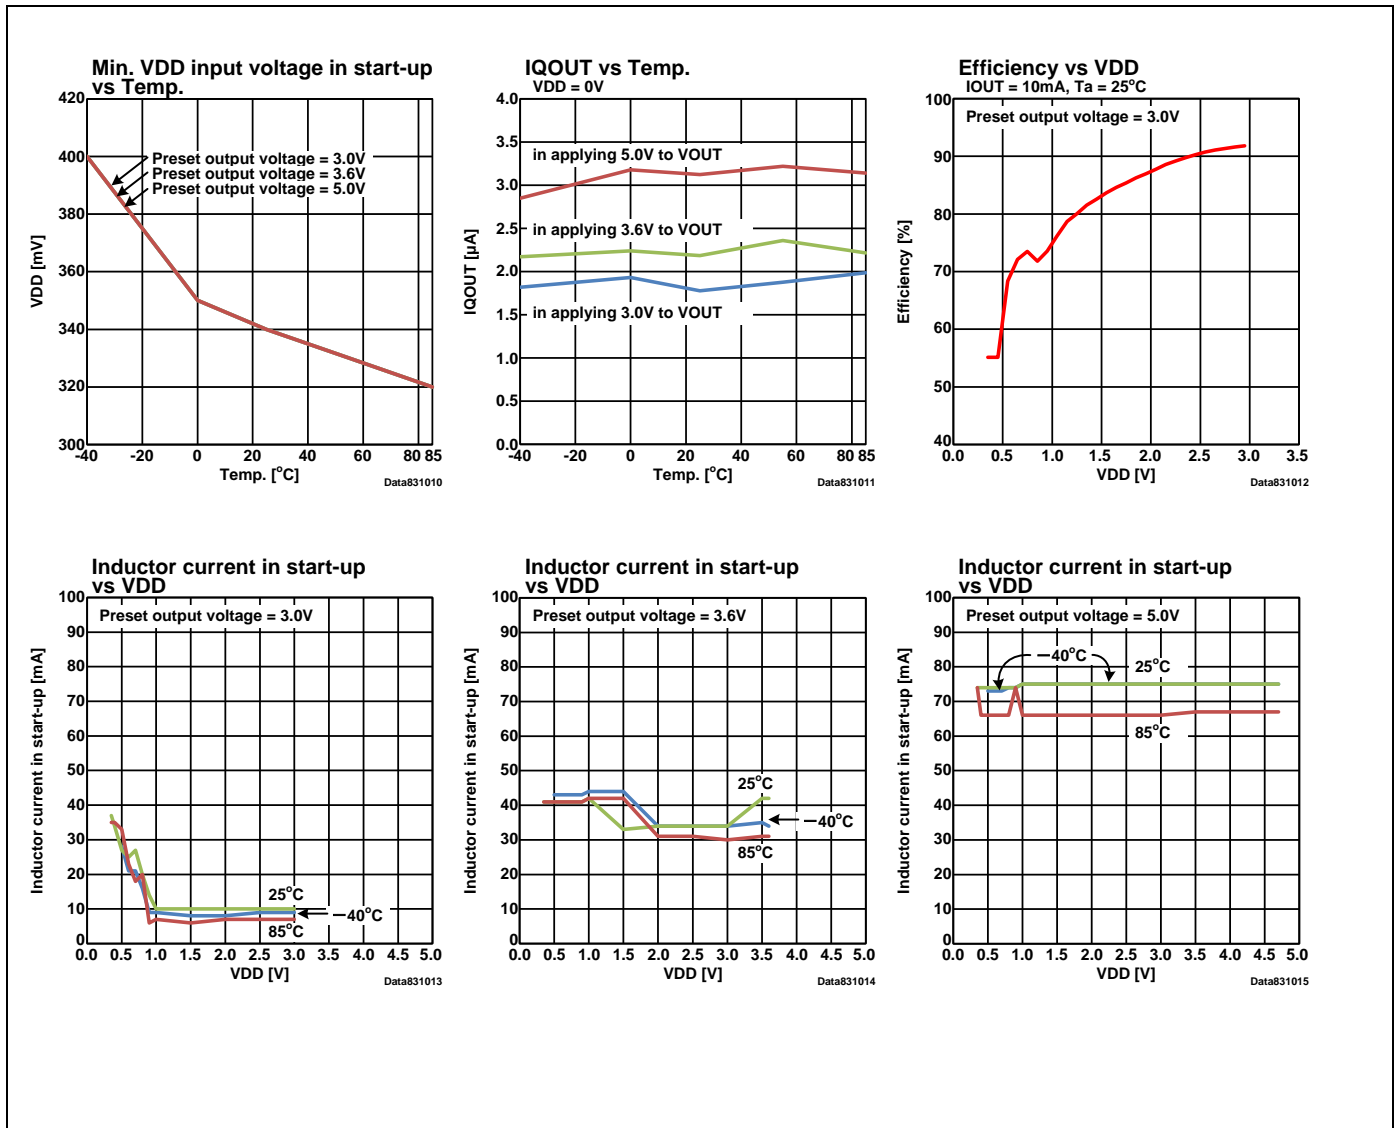 Min. VDD input voltage in start-up
vs Temp.
420
400
380
360
340
320
300
VDD [mV]
Preset output voltage = 3.0V
Preset output voltage = 3.6V
Preset output voltage = 5.0V
-40 -20 0 20 40 60 80 85
Temp. [°C]
Data831010
IQOUT vs Temp.
VDD = 0V
4.0
3.5
3.0
2.5
2.0
1.5
1.0
0.5
0.0
IQOUT [µA]
in applying 5.0V to VOUT
in applying 3.6V to VOUT
in applying 3.0V to VOUT
-40 -20 0 20 40 60 80 85
Temp. [°C]
Data831011
Efficiency vs VDD
IOUT = 10mA, Ta = 25°C
100
90
80
70
60
50
40
Efficiency [%]
Preset output voltage = 3.0V
0.0 0.5 1.0 1.5 2.0 2.5 3.0 3.5
VDD [V]
Data831012
Inductor current in start-up
vs VDD
100
90
80
70
60
50
40
30
20
10
0
Inductor current in start-up [mA]
Preset output voltage = 3.0V
25°C
−40°C
85°C
0.0 0.5 1.0 1.5 2.0 2.5 3.0 3.5 4.0 4.5 5.0
VDD [V]
Data831013
Inductor current in start-up
vs VDD
100
90
80
70
60
50
40
30
20
10
0
Inductor current in start-up [mA]
Preset output voltage = 3.6V
25°C
−40°C
85°C
0.0 0.5 1.0 1.5 2.0 2.5 3.0 3.5 4.0 4.5 5.0
VDD [V]
Data831014
Inductor current in start-up
vs VDD
100
90
80
70
60
50
40
30
20
10
0
Inductor current in start-up [mA]
Preset output voltage = 5.0V
−40°C
25°C
85°C
0.0 0.5 1.0 1.5 2.0 2.5 3.0 3.5 4.0 4.5 5.0
VDD [V]
Data831015